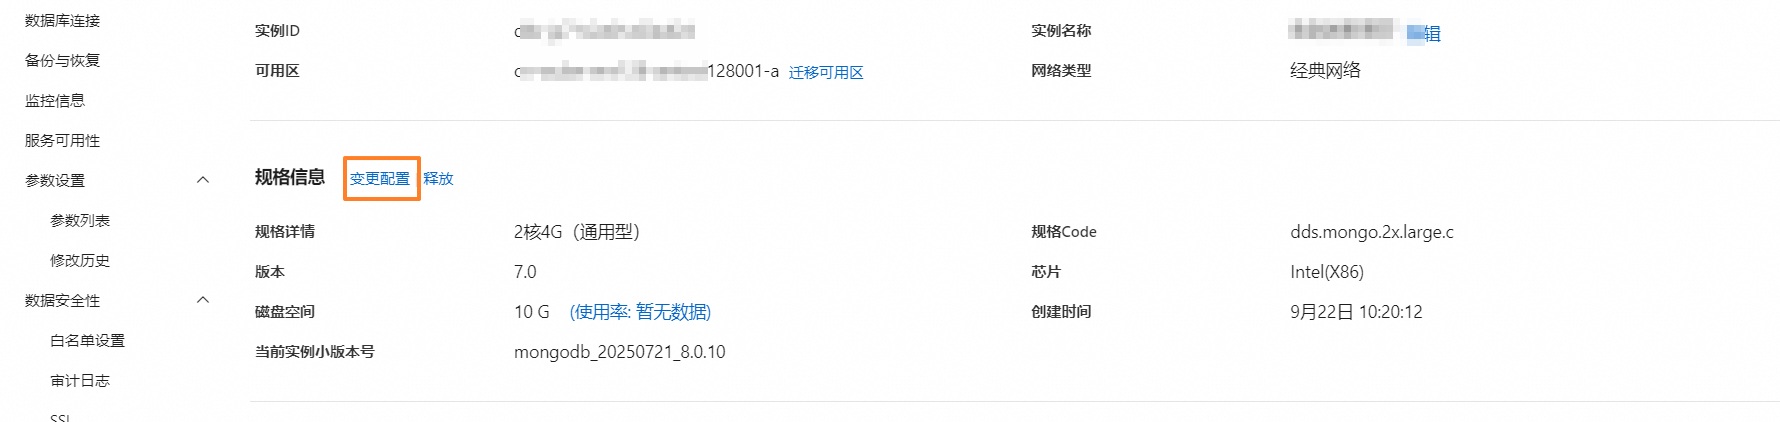 数据库连接
备份与恢复
监控信息
服务可用性
参数设置
参数列表
修改历史
数据安全性
白名单设置
审计日志
SSL
实例ID
实例名称
辑
可用区
128001-a 迁移可用区
网络类型
经典网络
规格信息 变更配置 释放
规格详情
2核4G（通用型）
规格Code
dds.mongo.2x.large.c
版本
7.0
芯片
Intel(X86)
磁盘空间
10 G (使用率: 暂无数据)
创建时间
9月22日 10:20:12
当前实例小版本号
mongodb_20250721_8.0.10